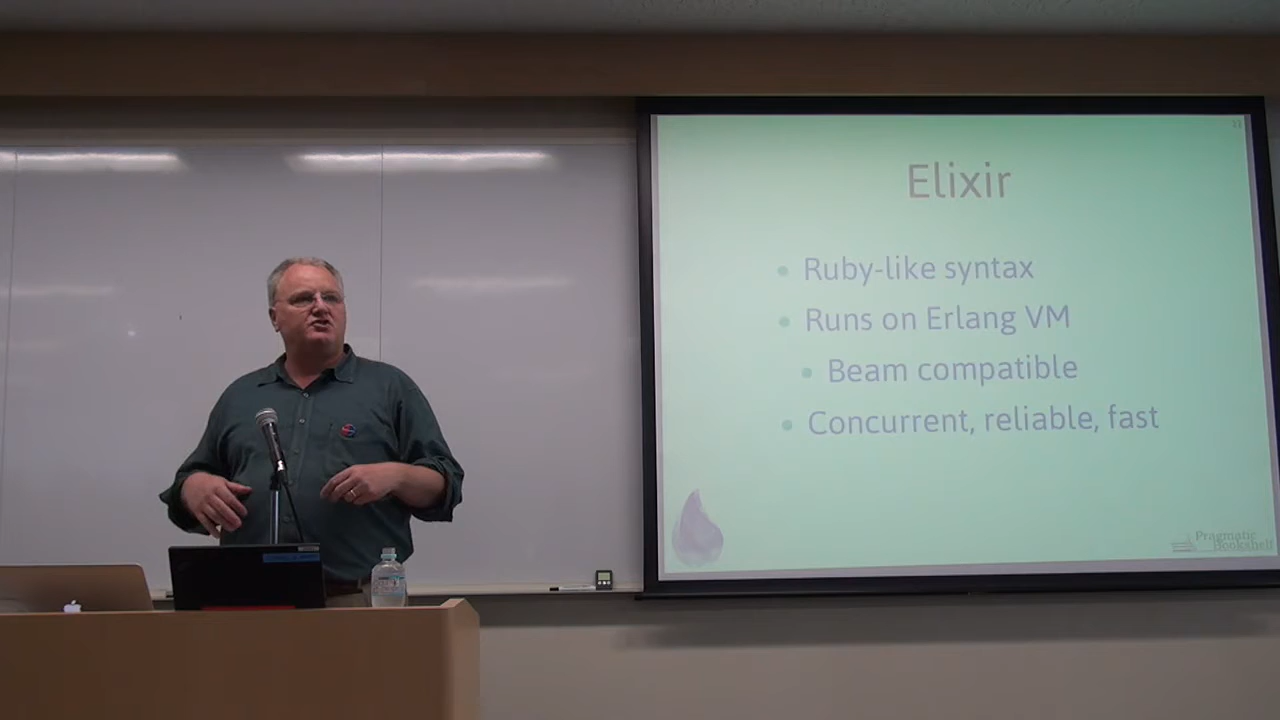 Elixir
Ruby-like syntax
Runs on Erlang VM
Beam compatible
Concurrent, reliable, fast
Pragmatic
Bookshelf